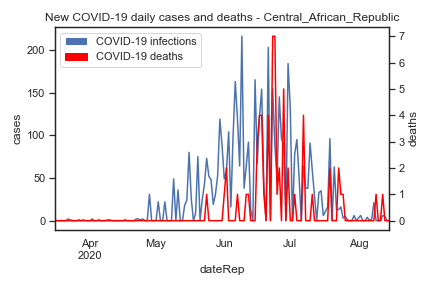 New COVID-19 daily cases and deaths - Central_African_Republic
COVID-19 infections
COVID-19 deaths
200
150
100
50
0
cases
7
6
5
4
3
2
1
0
deaths
Apr
2020
May
Jun
Jul
Aug
dateRep